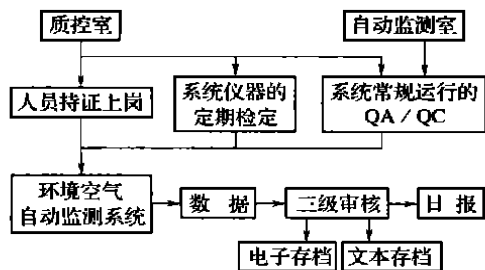 质控室
自动监测室
人员持证上岗
系统仪器的
定期检定
系统常规运行的
QA/QC
环境空气
自动监测系统
数据
三级审核
日报
电子存档
文本存档